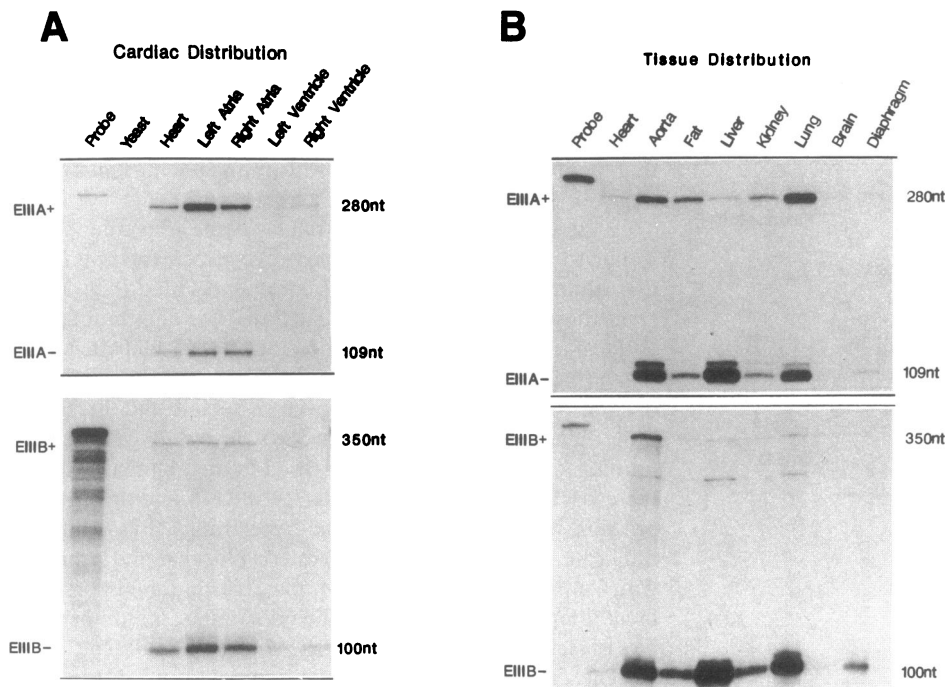 A
Cardiac Distribution
Probe
Yeast
Heart
Left Atria
Right Atria
Left Ventricle
Right Ventricle
EIIIA+
280nt
EIIIA−
109nt
EIIIB+
350nt
EIIIB−
100nt
B
Tissue Distribution
Probe
Heart
Aorta
Fat
Liver
Kidney
Lung
Brain
Diaphragm
EIIIA+
280nt
EIIIA−
109nt
EIIIB+
350nt
EIIIB−
100nt